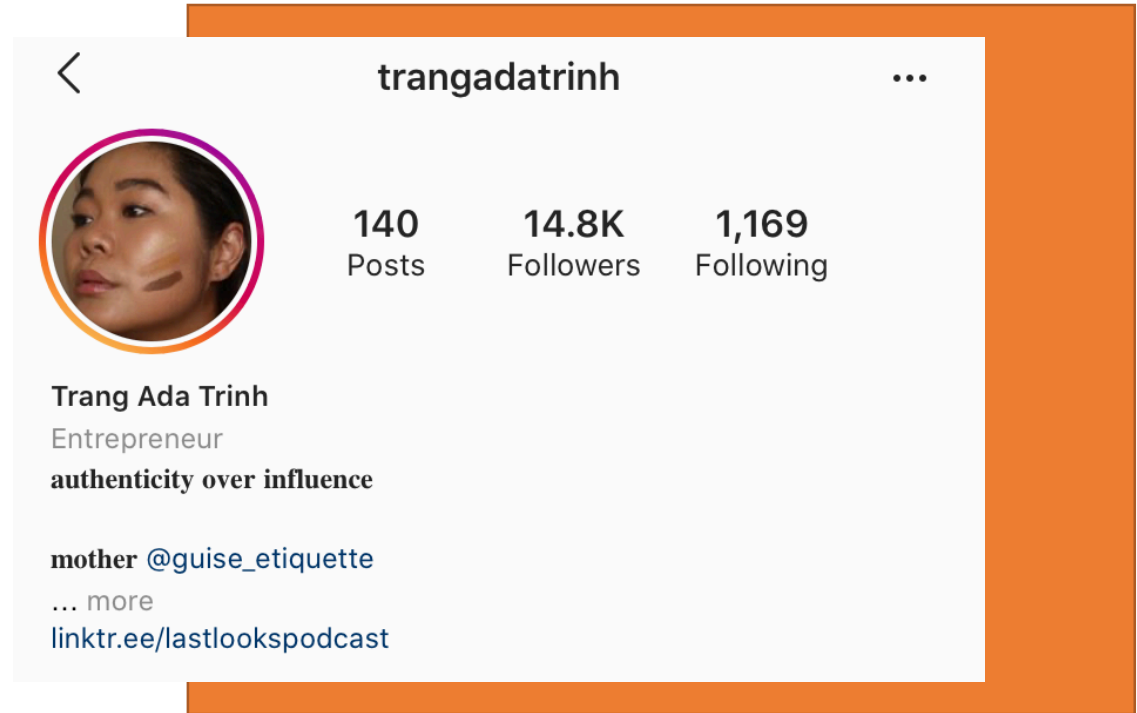 trangadatrinh
140 14.8K 1,169
Posts Followers Following
Trang Ada Trinh
Entrepreneur
authenticity over influence
mother @guise_etiquette
... more
linktr.ee/lastlookspodcast